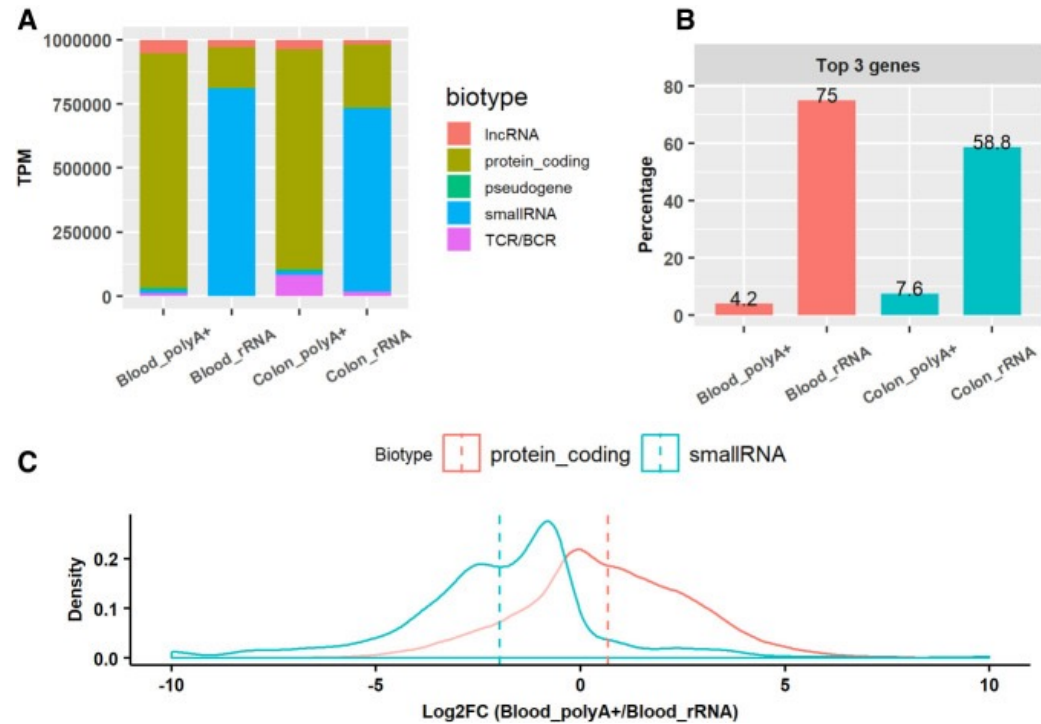 A
TPM
1000000
750000
500000
250000
0
Blood_polyA+
Blood_rRNA
Colon_polyA+
Colon_rRNA
biotype
lncRNA
protein_coding
pseudogene
smallRNA
TCR/BCR
B
Top 3 genes
Percentage
80
60
40
20
0
4.2
75
7.6
58.8
Blood_polyA+
Blood_rRNA
Colon_polyA+
Colon_rRNA
C
Biotype protein_coding smallRNA
Density
0.2
0.1
0.0
-10 -5 0 5 10
Log2FC (Blood_polyA+/Blood_rRNA)